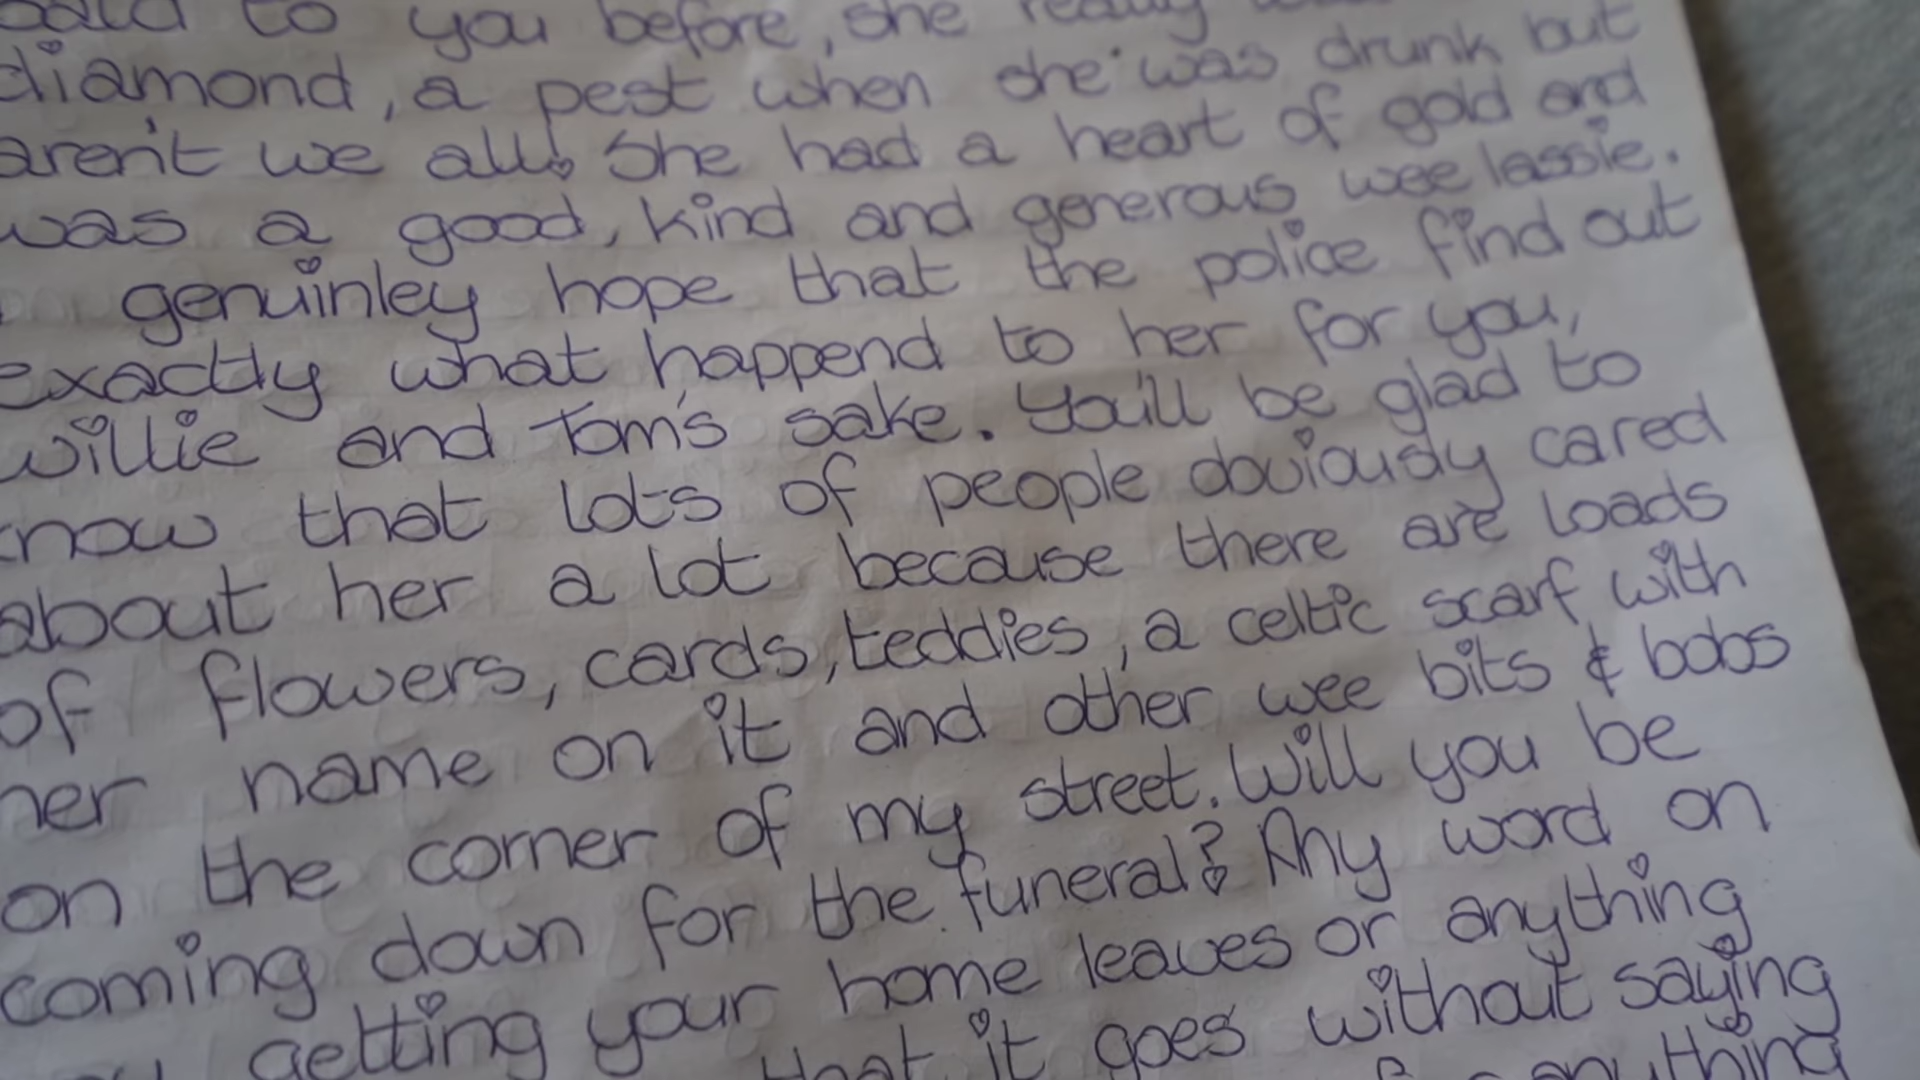 said to you before, she really
diamond, a pest when she was drunk but
aren't we all! She had a heart of gold and
was a good, kind and generous wee lassie.
genuinley hope that the police find out
exactly what happend to her for you,
willie and Tom's sake. You'll be glad to
know that lots of people obviously cared
about her a lot because there are loads
of flowers, cards, teddies, a celtic scarf with
her name on it and other wee bits & bobs
on the corner of my street. Will you be
coming down for the funeral? Any word on
getting your home leaves or anything
that it goes without saying
anything